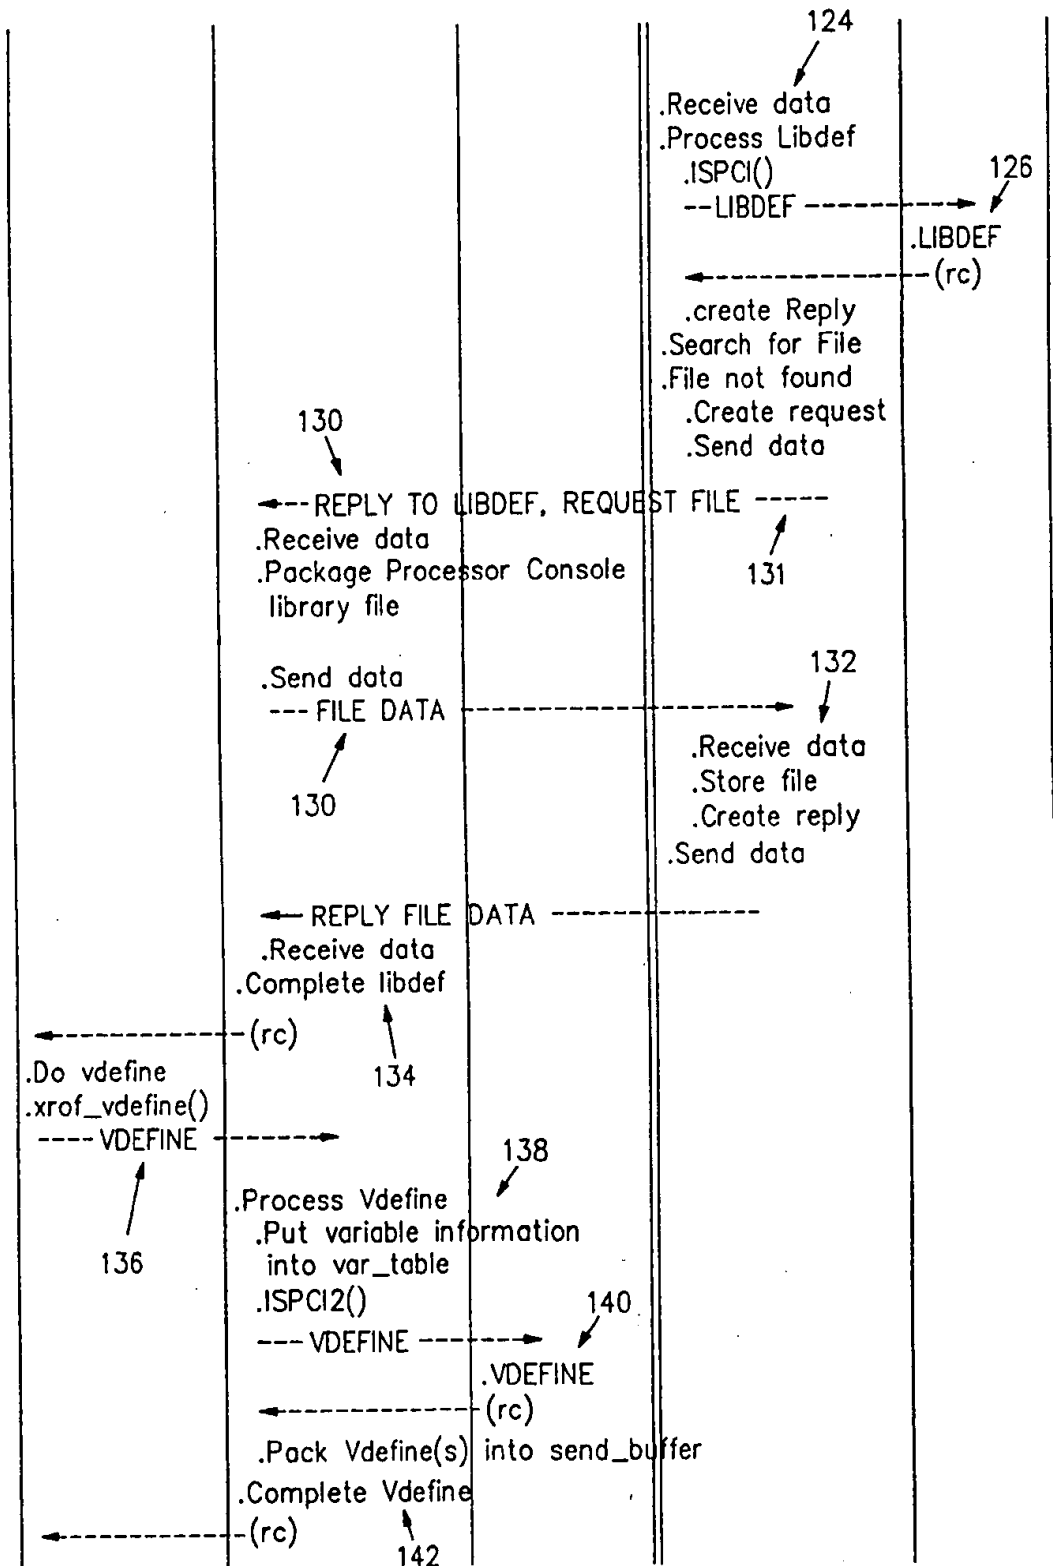 124
.Receive data
.Process Libdef
.ISPCI()
126
--LIBDEF
.LIBDEF
(rc)
.create Reply
.Search for File
.File not found
.Create request
.Send data
130
REPLY TO LIBDEF, REQUEST FILE
.Receive data
.Package Processor Console
library file
131
.Send data
132
FILE DATA
.Receive data
.Store file
.Create reply
.Send data
130
REPLY FILE DATA
.Receive data
.Complete libdef
(rc)
134
.Do vdefine
.xrof_vdefine()
VDEFINE
138
.Process Vdefine
.Put variable information
into var_table
136
.ISPCI2()
140
VDEFINE
.VDEFINE
(rc)
.Pack Vdefine(s) into send_buffer
.Complete Vdefine
(rc)
142